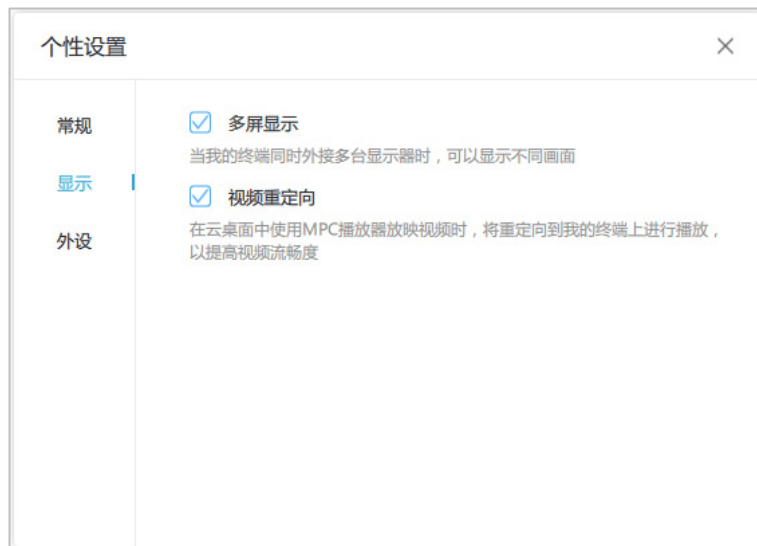 个性设置
常规
多屏显示
当我的终端同时外接多台显示器时，可以显示不同画面
显示
视频重定向
在云桌面中使用MPC播放器放映视频时，将重定向到我的终端上进行播放，
以提高视频流畅度
外设